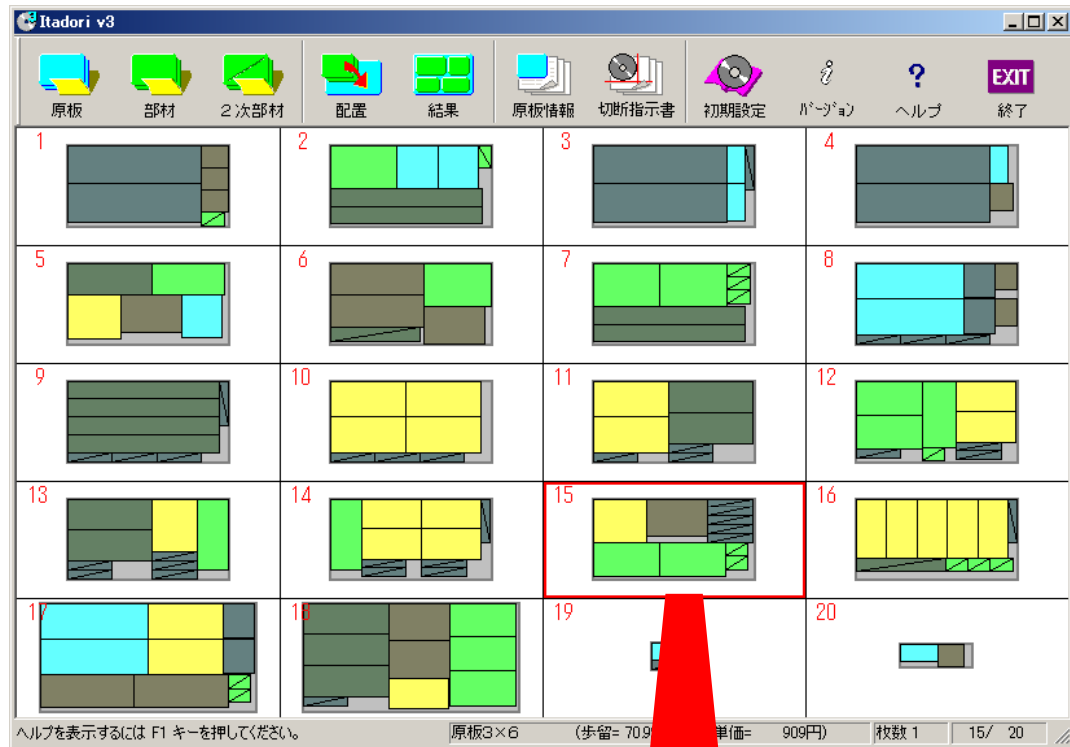 Itadori v3
原板 部材 2次部材 配置 結果 原板情報 切断指示書 初期設定 ﾊﾞｰｼﾞｮﾝ ヘルプ EXIT 終了
1 2 3 4
5 6 7 8
9 10 11 12
13 14 15 16
17 18 19 20
ヘルプを表示するには F1 キーを押してください。 原板3×6 (歩留= 70.9 単価= 909円) 枚数 1 15/ 20